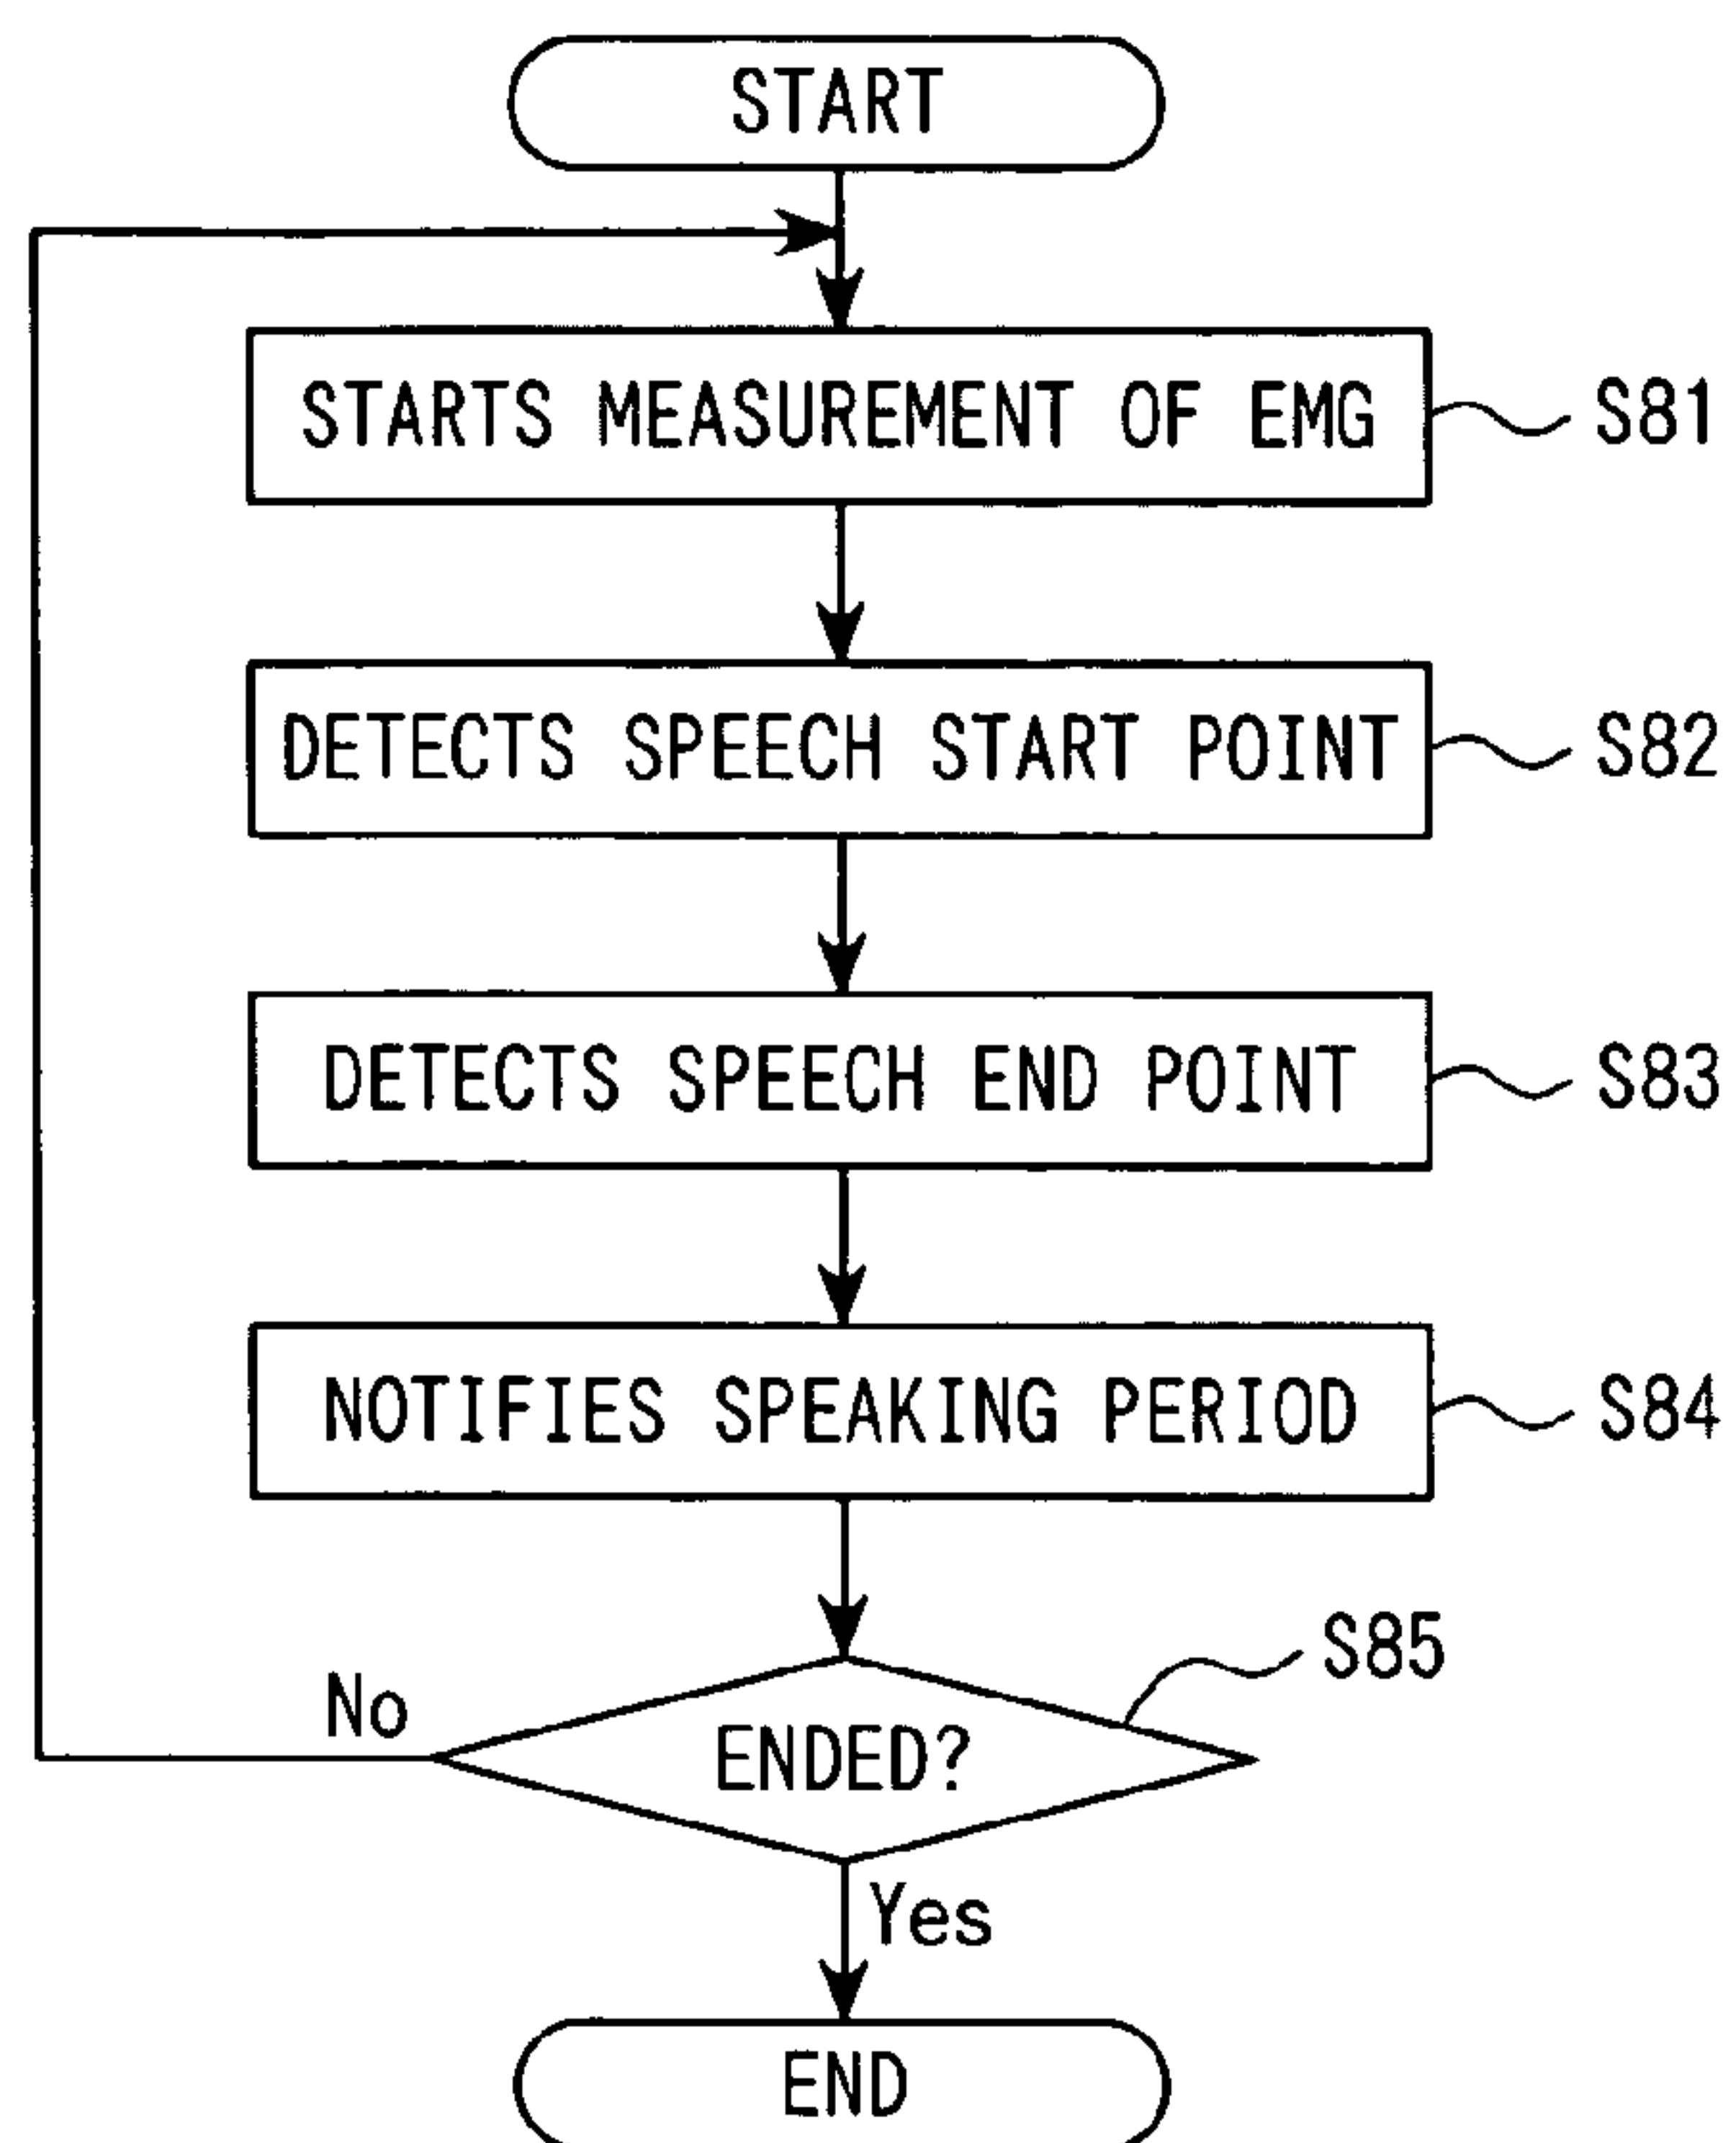 START
STARTS MEASUREMENT OF EMG
S81
DETECTS SPEECH START POINT
S82
DETECTS SPEECH END POINT
S83
NOTIFIES SPEAKING PERIOD
S84
S85
No
ENDED?
Yes
END